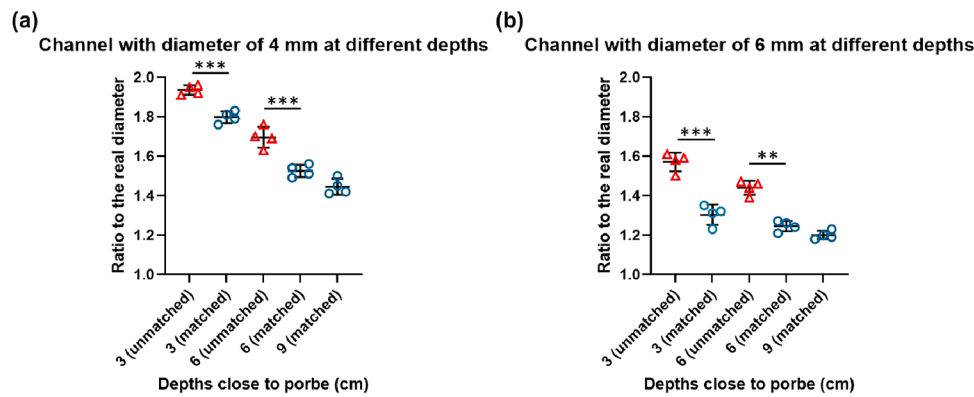 (a)
Channel with diameter of 4 mm at different depths
Ratio to the real diameter
2.0
1.8
1.6
1.4
1.2
1.0
***
***
3 (unmatched)
3 (matched)
6 (unmatched)
6 (matched)
9 (matched)
Depths close to porbe (cm)
(b)
Channel with diameter of 6 mm at different depths
Ratio to the real diameter
2.0
1.8
1.6
1.4
1.2
1.0
***
**
3 (unmatched)
3 (matched)
6 (unmatched)
6 (matched)
9 (matched)
Depths close to porbe (cm)